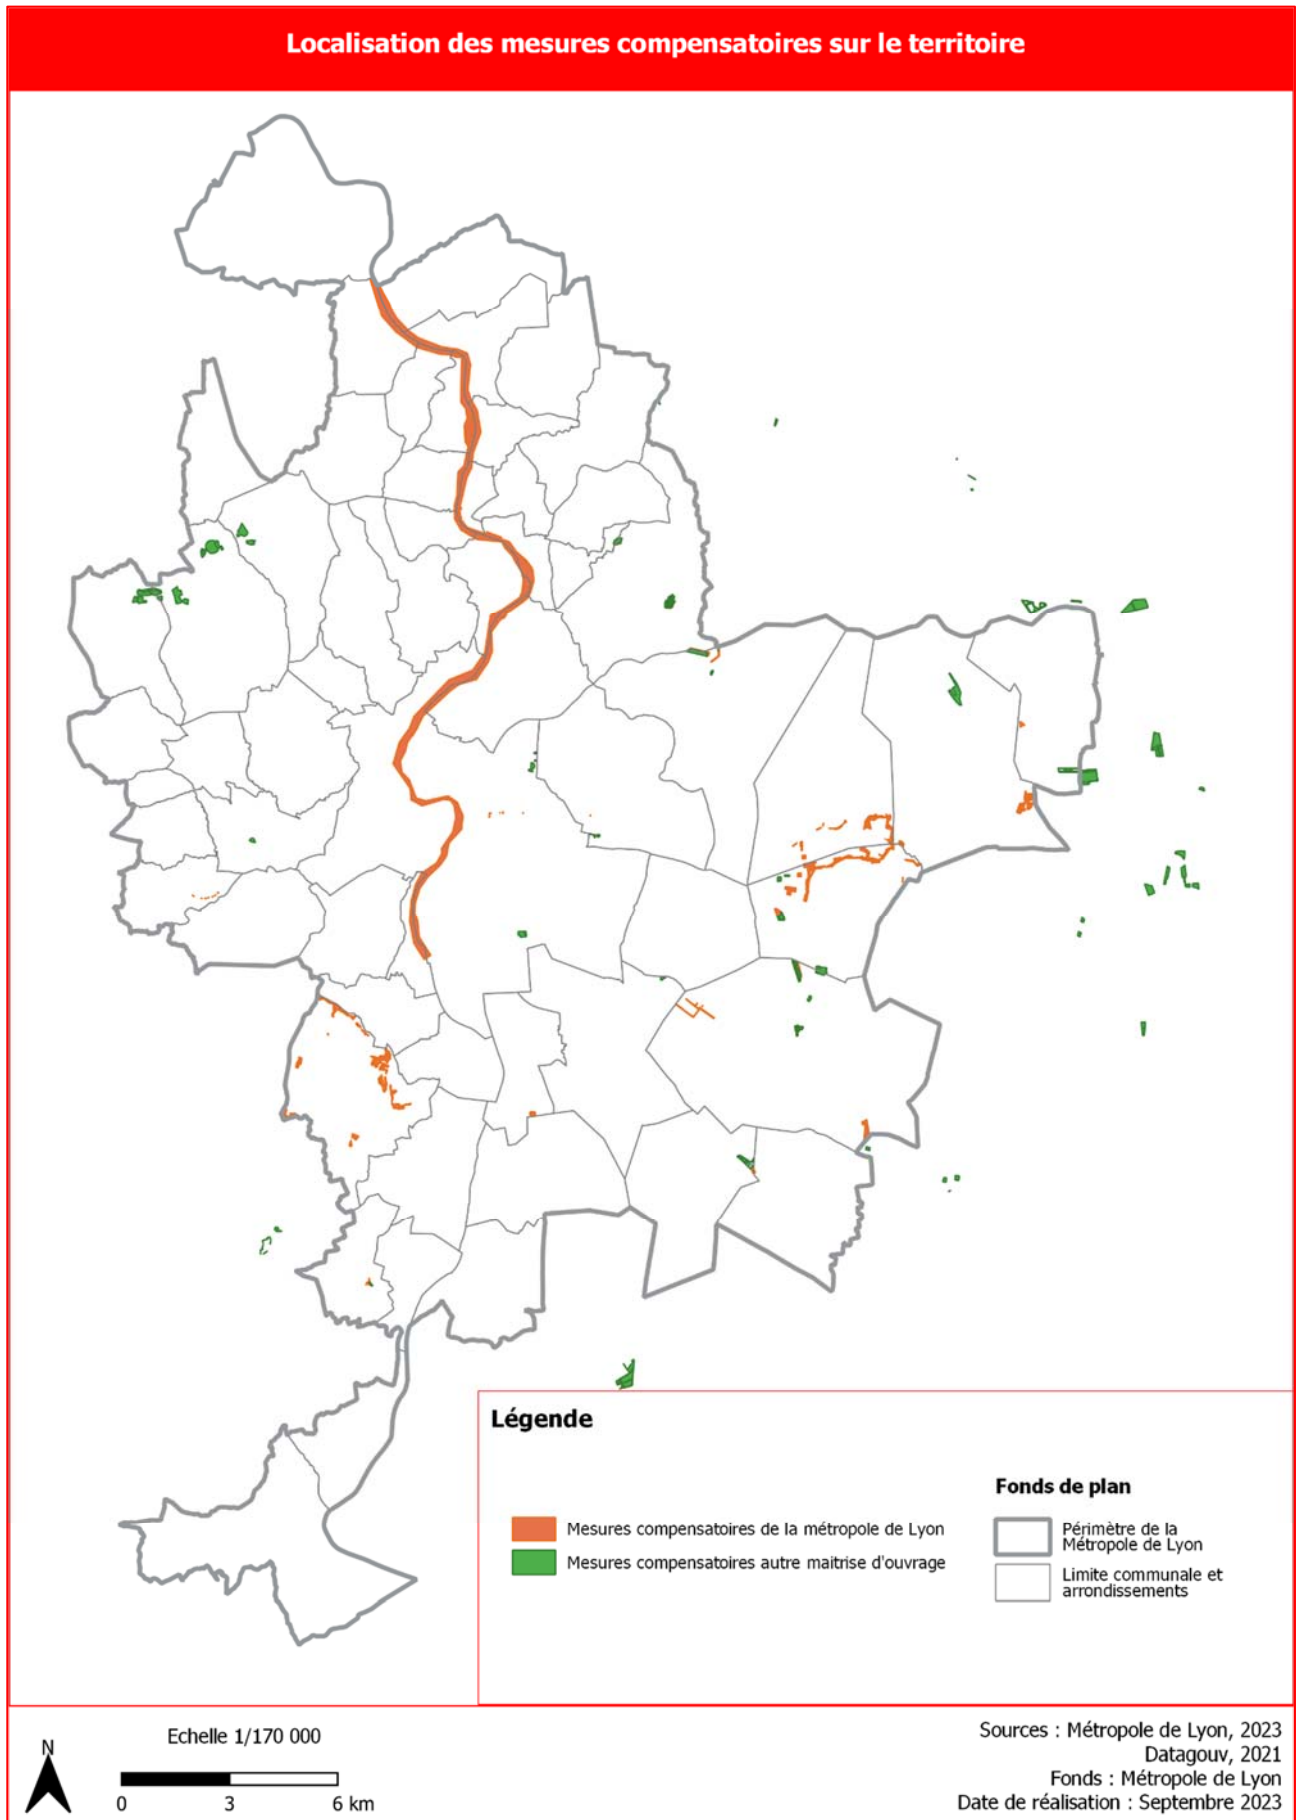 Localisation des mesures compensatoires sur le territoire
Légende
Mesures compensatoires de la métropole de Lyon
Mesures compensatoires autre maitrise d'ouvrage
Fonds de plan
Périmètre de la
Métropole de Lyon
Limite communale et
arrondissements
N
Echelle 1/170 000
0 3 6 km
Sources : Métropole de Lyon, 2023
Datagouv, 2021
Fonds : Métropole de Lyon
Date de réalisation : Septembre 2023